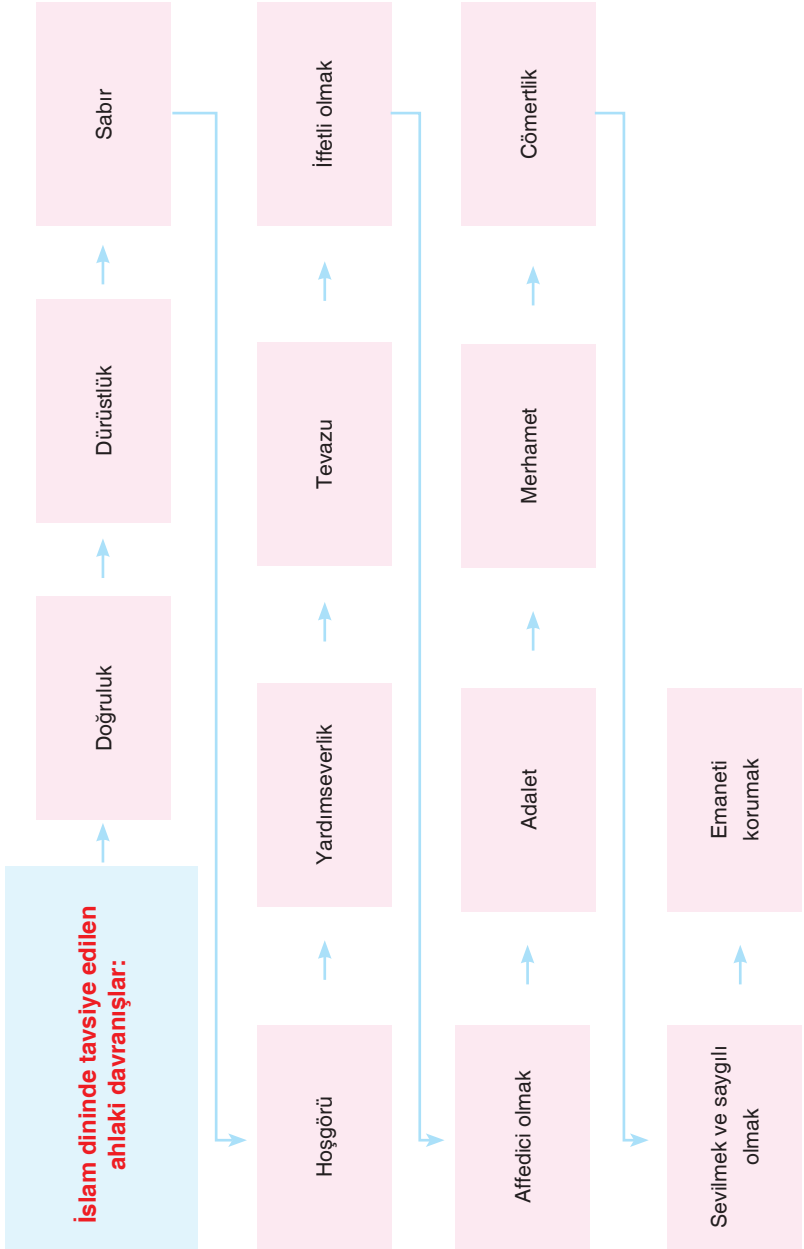 İslam dininde tavsiye edilen
ahlaki davranışlar:
Doğruluk
Dürüstlük
Sabır
Hoşgörü
Yardımseverlik
Tevazu
İffetli olmak
Affedici olmak
Adalet
Merhamet
Cömertlik
Sevilmek ve saygılı
olmak
Emaneti
korumak